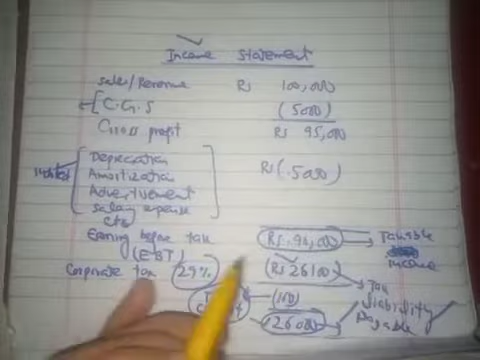 Income Statement
Sale/Revenue Rs 100,000
C.G.S (5000)
Gross profit Rs 95,000
Depreciation
Amortization Rs (5000)
Advertisement
Salary expense
etc
Earning before tax Rs. 90,000 Taxable
(EBT) income
Corporate tax 29% (Rs 26100) Tax
(100) liability
(26000) Payable